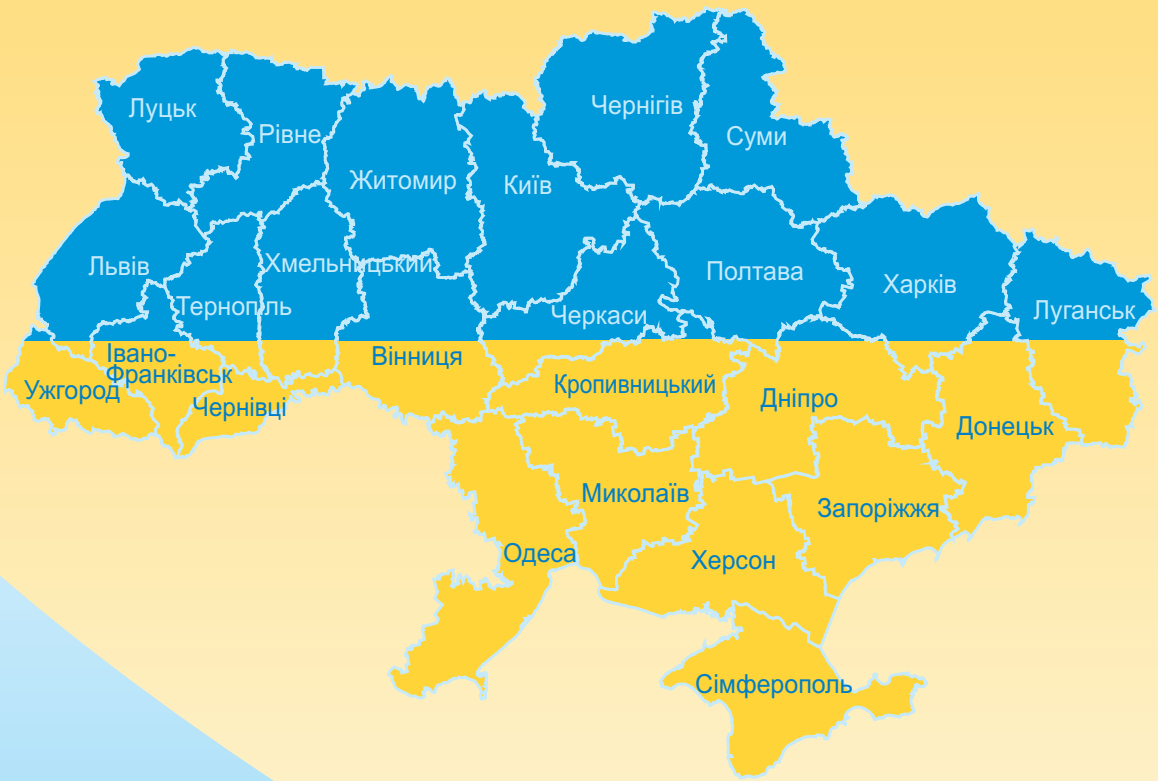 Луцьк
Рівне
Житомир
Київ
Чернігів
Суми
Львів
Тернопіль
Хмельницький
Черкаси
Полтава
Харків
Луганськ
Ужгород
Івано-
Франківськ
Чернівці
Вінниця
Кропивницький
Дніпро
Донецьк
Одеса
Миколаїв
Херсон
Запоріжжя
Сімферополь